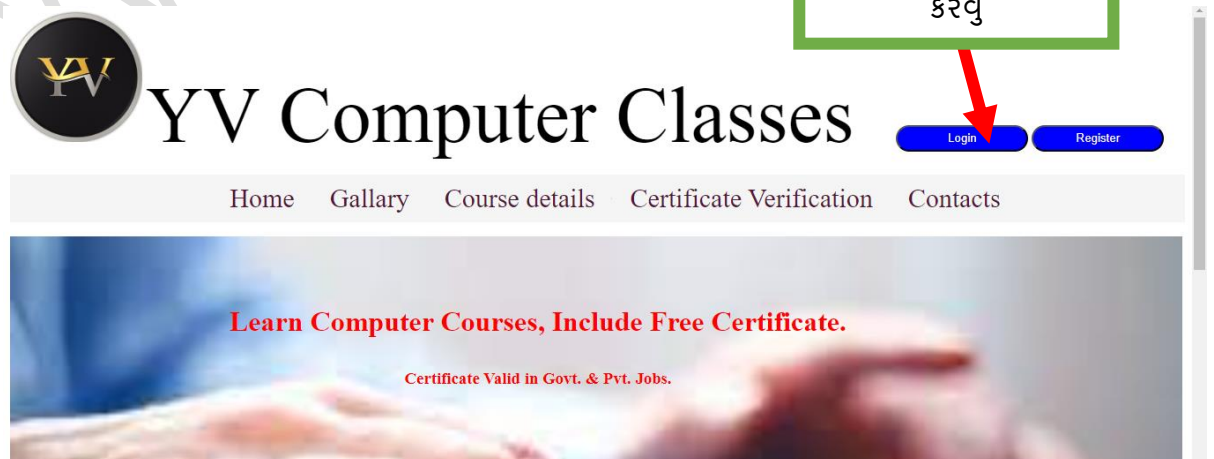 કરવુ
YV
YV Computer Classes
Login Register
Home Gallary Course details Certificate Verification Contacts
Learn Computer Courses, Include Free Certificate.
Certificate Valid in Govt. & Pvt. Jobs.